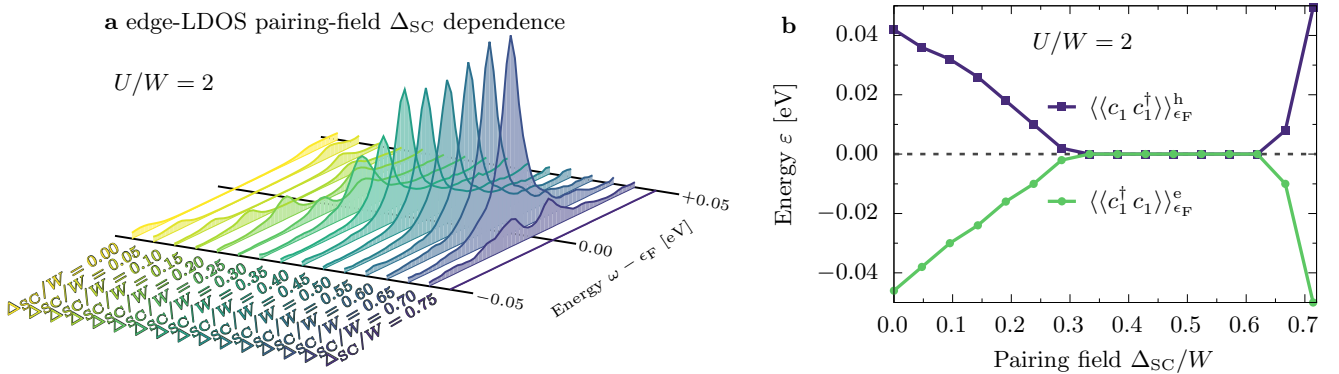 a edge-LDOS pairing-field Δ_SC dependence
U/W = 2
+0.05
0.00
−0.05
Energy ω − ϵ_F [eV]
Δ_SC/W = 0.00
Δ_SC/W = 0.05
Δ_SC/W = 0.10
Δ_SC/W = 0.15
Δ_SC/W = 0.20
Δ_SC/W = 0.25
Δ_SC/W = 0.30
Δ_SC/W = 0.35
Δ_SC/W = 0.40
Δ_SC/W = 0.45
Δ_SC/W = 0.50
Δ_SC/W = 0.55
Δ_SC/W = 0.60
Δ_SC/W = 0.65
Δ_SC/W = 0.70
Δ_SC/W = 0.75
b
U/W = 2
⟨⟨c₁ c₁†⟩⟩^h_ϵF
⟨⟨c₁† c₁⟩⟩^e_ϵF
Energy ε [eV]
0.04
0.02
0.00
−0.02
−0.04
0.0 0.1 0.2 0.3 0.4 0.5 0.6 0.7
Pairing field Δ_SC/W